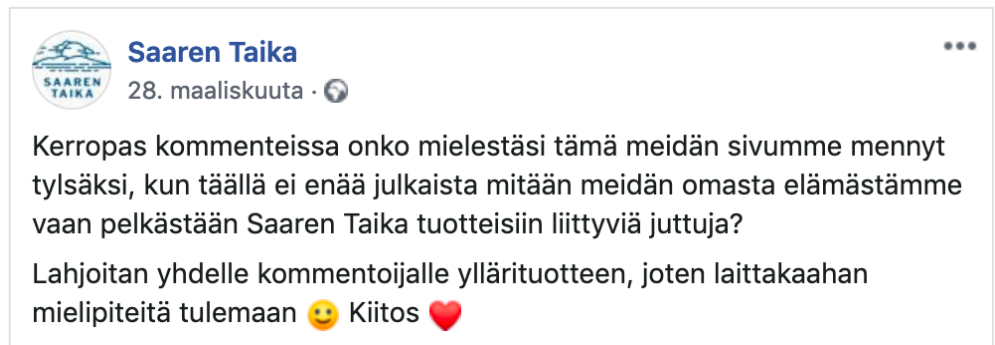 SAAREN
TAIKA
Saaren Taika
28. maaliskuuta ·
Kerropas kommenteissa onko mielestäsi tämä meidän sivumme mennyt
tylsäksi, kun täällä ei enää julkaista mitään meidän omasta elämästämme
vaan pelkästään Saaren Taika tuotteisiin liittyviä juttuja?
Lahjoitan yhdelle kommentoijalle yllärituotteen, joten laittakaahan
mielipiteitä tulemaan 🙂 Kiitos ❤️